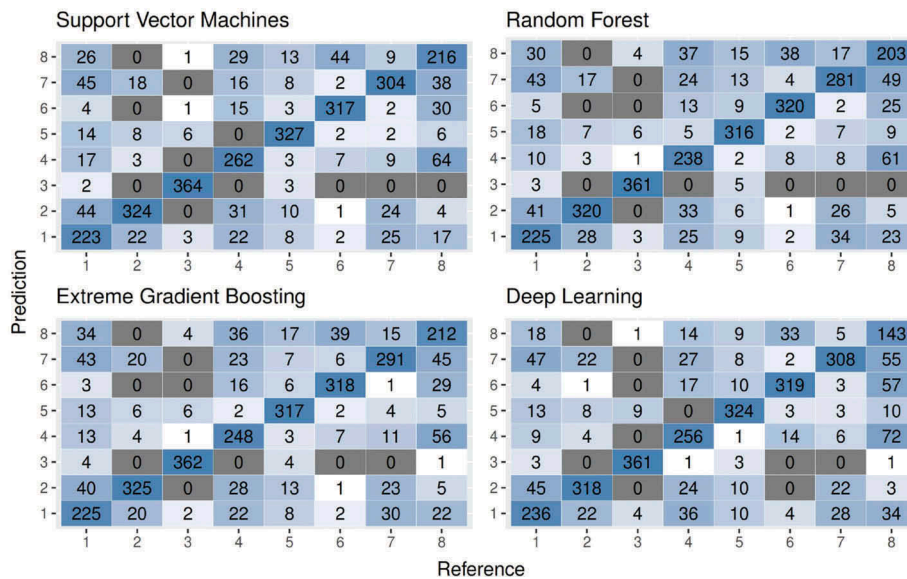 Support Vector Machines
8 26 0 1 29 13 44 9 216
7 45 18 0 16 8 2 304 38
6 4 0 1 15 3 317 2 30
5 14 8 6 0 327 2 2 6
4 17 3 0 262 3 7 9 64
3 2 0 364 0 3 0 0 0
2 44 324 0 31 10 1 24 4
1 223 22 3 22 8 2 25 17
1 2 3 4 5 6 7 8
Random Forest
8 30 0 4 37 15 38 17 203
7 43 17 0 24 13 4 281 49
6 5 0 0 13 9 320 2 25
5 18 7 6 5 316 2 7 9
4 10 3 1 238 2 8 8 61
3 3 0 361 0 5 0 0 0
2 41 320 0 33 6 1 26 5
1 225 28 3 25 9 2 34 23
1 2 3 4 5 6 7 8
Prediction
Extreme Gradient Boosting
8 34 0 4 36 17 39 15 212
7 43 20 0 23 7 6 291 45
6 3 0 0 16 6 318 1 29
5 13 6 6 2 317 2 4 5
4 13 4 1 248 3 7 11 56
3 4 0 362 0 4 0 0 1
2 40 325 0 28 13 1 23 5
1 225 20 2 22 8 2 30 22
1 2 3 4 5 6 7 8
Deep Learning
8 18 0 1 14 9 33 5 143
7 47 22 0 27 8 2 308 55
6 4 1 0 17 10 319 3 57
5 13 8 9 0 324 3 3 10
4 9 4 0 256 1 14 6 72
3 3 0 361 1 3 0 0 1
2 45 318 0 24 10 0 22 3
1 236 22 4 36 10 4 28 34
1 2 3 4 5 6 7 8
Reference